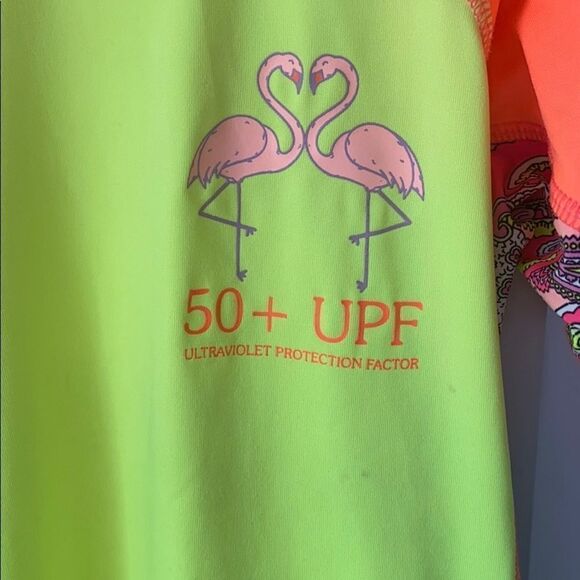 50+ UPF
ULTRAVIOLET PROTECTION FACTOR